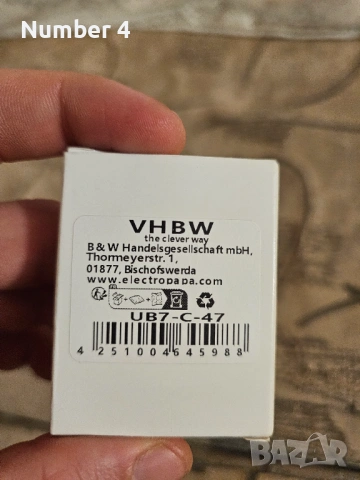 Number 4
VHBW
the clever way
B & W Handelsgesellschaft mbH,
Thormeyerstr. 1,
01877, Bischofswerda
www.electropapa.com
UB7-C-47
4 251004 645988
BAZAR